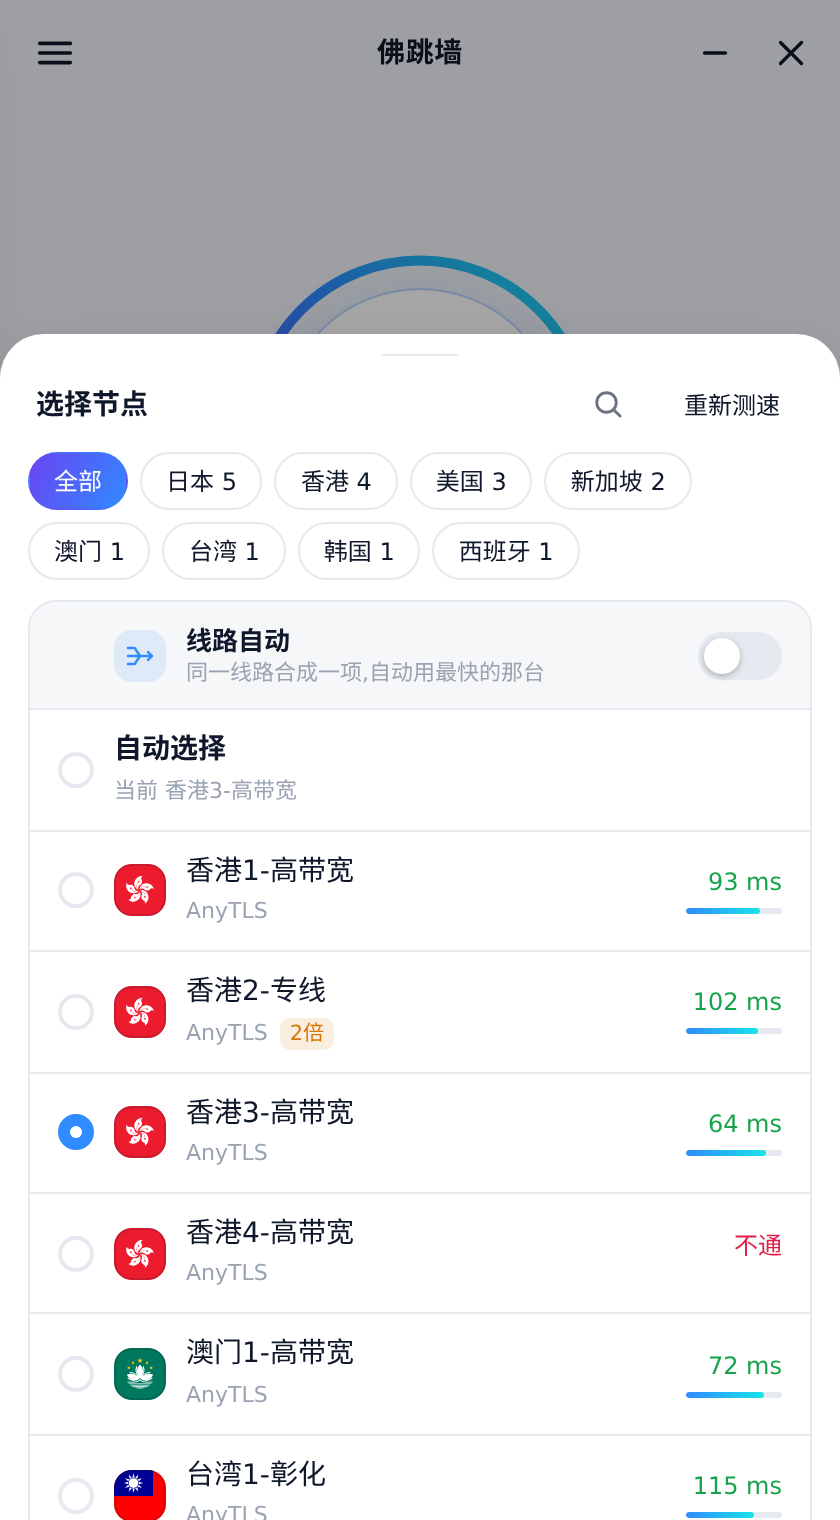 佛跳墙
选择节点
重新测速
全部
日本 5
香港 4
美国 3
新加坡 2
澳门 1
台湾 1
韩国 1
西班牙 1
线路自动
同一线路合成一项,自动用最快的那台
自动选择
当前 香港3-高带宽
香港1-高带宽
93 ms
AnyTLS
香港2-专线
102 ms
AnyTLS 2倍
香港3-高带宽
64 ms
AnyTLS
香港4-高带宽
不通
AnyTLS
澳门1-高带宽
72 ms
AnyTLS
台湾1-彰化
115 ms
AnyTLS